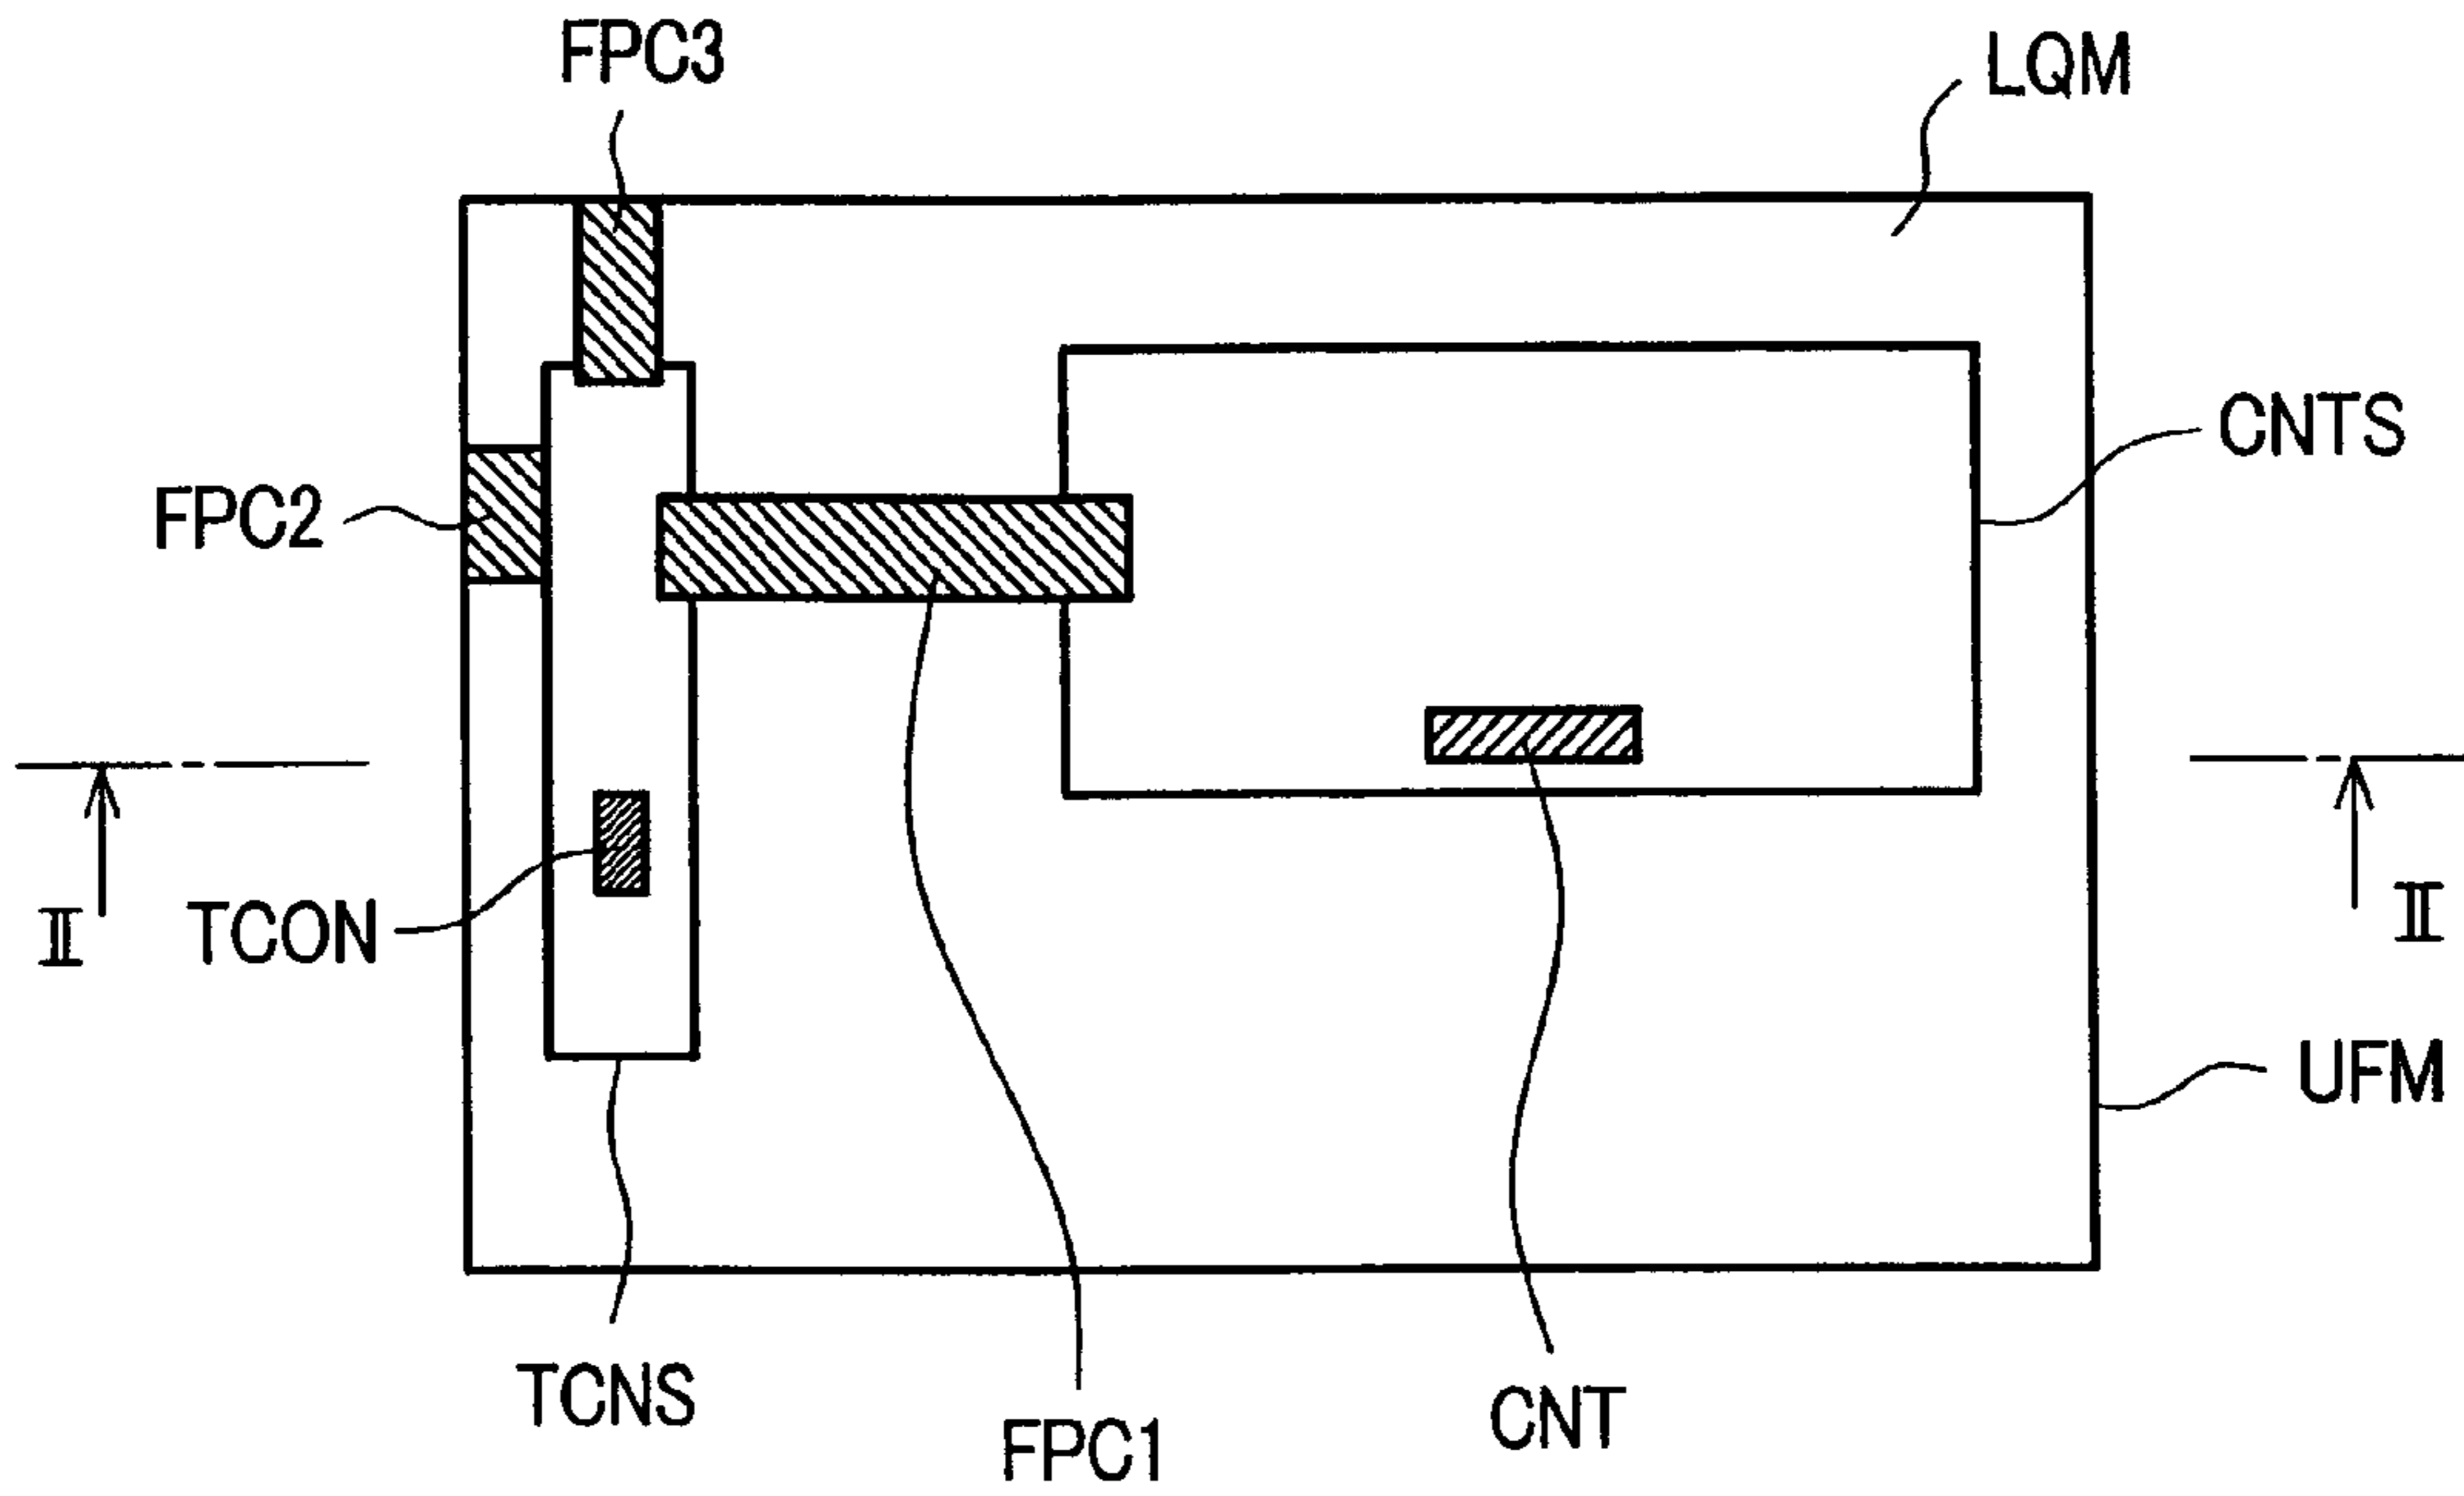 FPC3
LQM
CNTS
FPC2
Ⅱ
TCON
Ⅱ
UFM
TCNS
FPC1
CNT